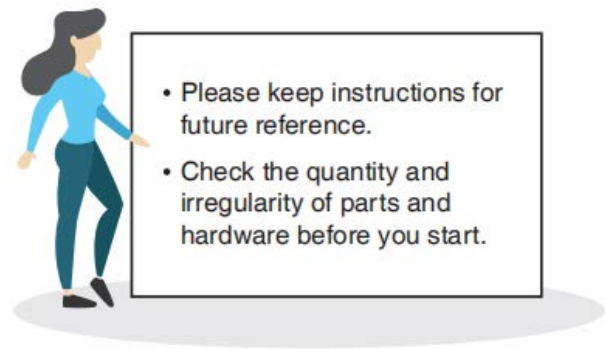 • Please keep instructions for
future reference.
• Check the quantity and
irregularity of parts and
hardware before you start.